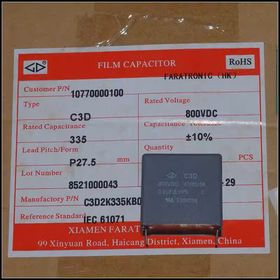 FILM CAPACITOR
RoHS
FARATRONIC (HK)
Customer P/N 10770000100
Type Rated Voltage
C3D 800VDC
Rated Capacitance Capacitance
335 ±10%
Lead Pitch/Form
P27.5 mm
Lot Number
8521000043 -29
Manufactory P/N C3D2K335KB0
Reference Standard IEC 61071
C3D
XIAMEN FARAT
99 Xinyuan Road, Haicang District, Xiamen, China